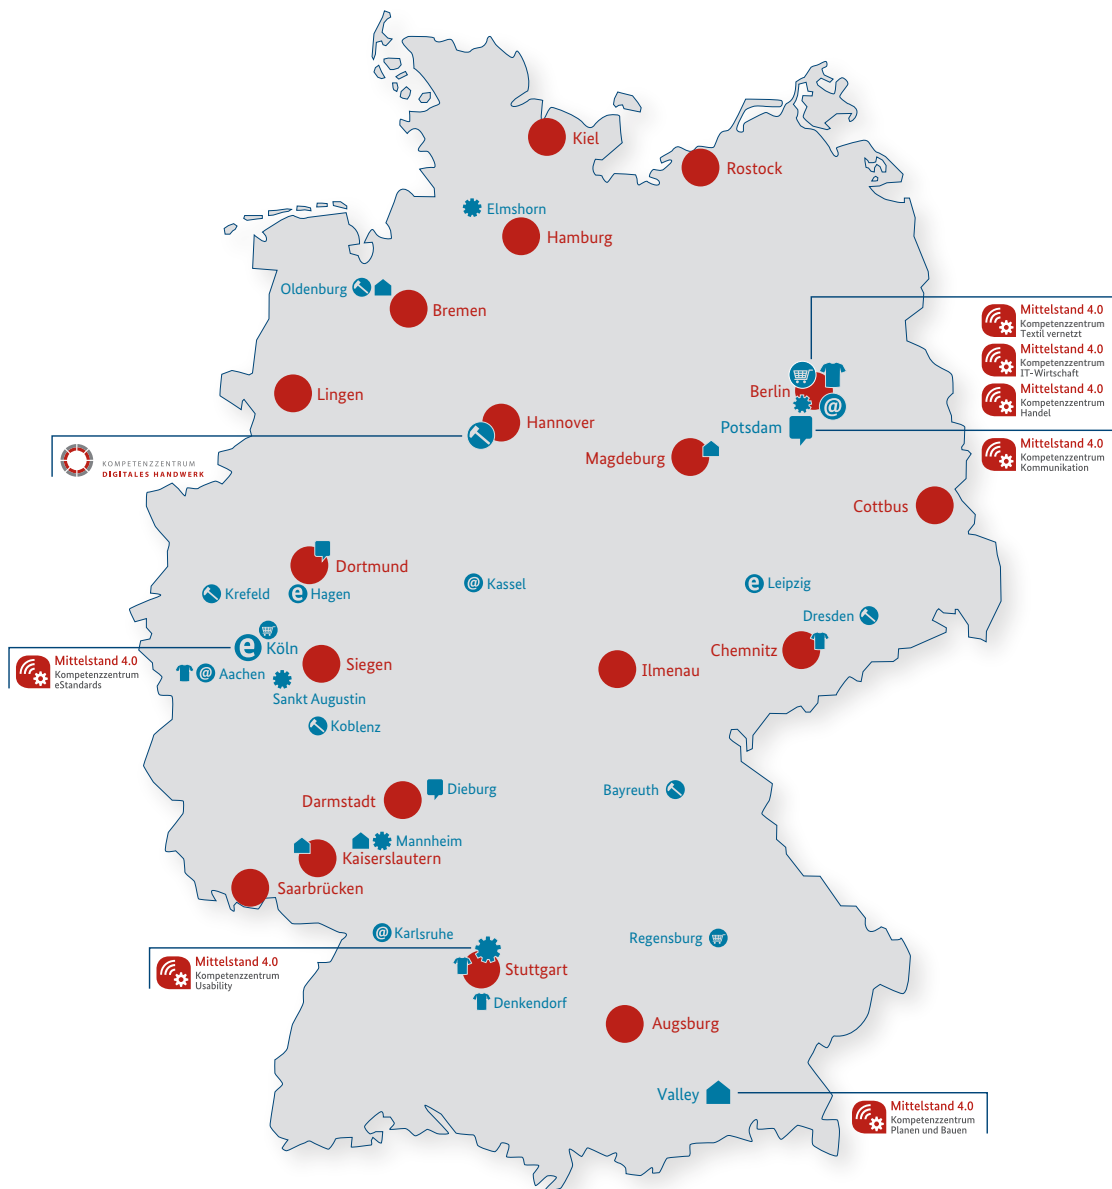 Kiel
Rostock
Elmshorn
Hamburg
Oldenburg
Bremen
Mittelstand 4.0
Kompetenzzentrum
Textil vernetzt
Mittelstand 4.0
Kompetenzzentrum
IT-Wirtschaft
Mittelstand 4.0
Kompetenzzentrum
Handel
Berlin
@
Lingen
Hannover
Potsdam
Mittelstand 4.0
Kompetenzzentrum
Kommunikation
KOMPETENZZENTRUM
DIGITALES HANDWERK
Magdeburg
Cottbus
Dortmund
Krefeld
e Hagen
@ Kassel
e Leipzig
Dresden
e Köln
Chemnitz
Mittelstand 4.0
Kompetenzzentrum
eStandards
@ Aachen
Siegen
Ilmenau
Sankt Augustin
Koblenz
Darmstadt
Dieburg
Bayreuth
Mannheim
Kaiserslautern
Saarbrücken
@ Karlsruhe
Regensburg
Mittelstand 4.0
Kompetenzzentrum
Usability
Stuttgart
Denkendorf
Augsburg
Valley
Mittelstand 4.0
Kompetenzzentrum
Planen und Bauen